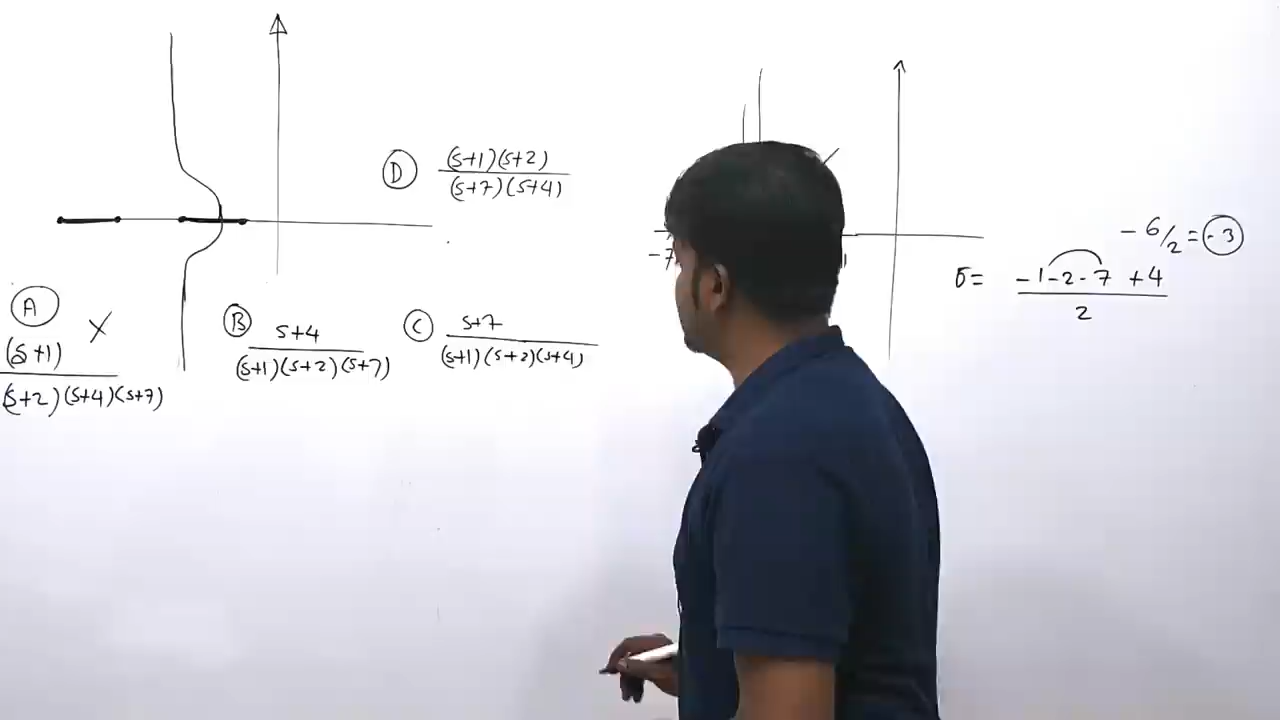 D (s+1)(s+2)
(s+7)(s+4)
A
(s+1)
(s+2)(s+4)(s+7)
B s+4
(s+1)(s+2)(s+7)
C s+7
(s+1)(s+2)(s+4)
-7
-6/2 = -3
σ = -1-2-7+4
2